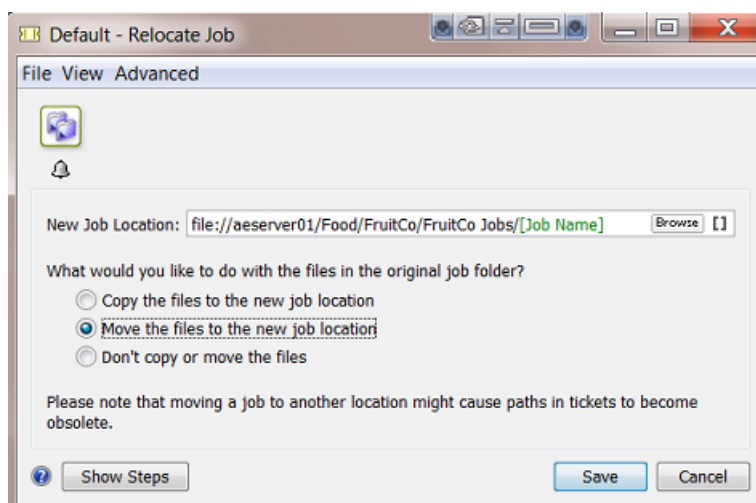 Default - Relocate Job
File View Advanced
New Job Location: file://aeserver01/Food/FruitCo/FruitCo Jobs/[Job Name] Browse []
What would you like to do with the files in the original job folder?
Copy the files to the new job location
Move the files to the new job location
Don't copy or move the files
Please note that moving a job to another location might cause paths in tickets to become
obsolete.
? Show Steps Save Cancel